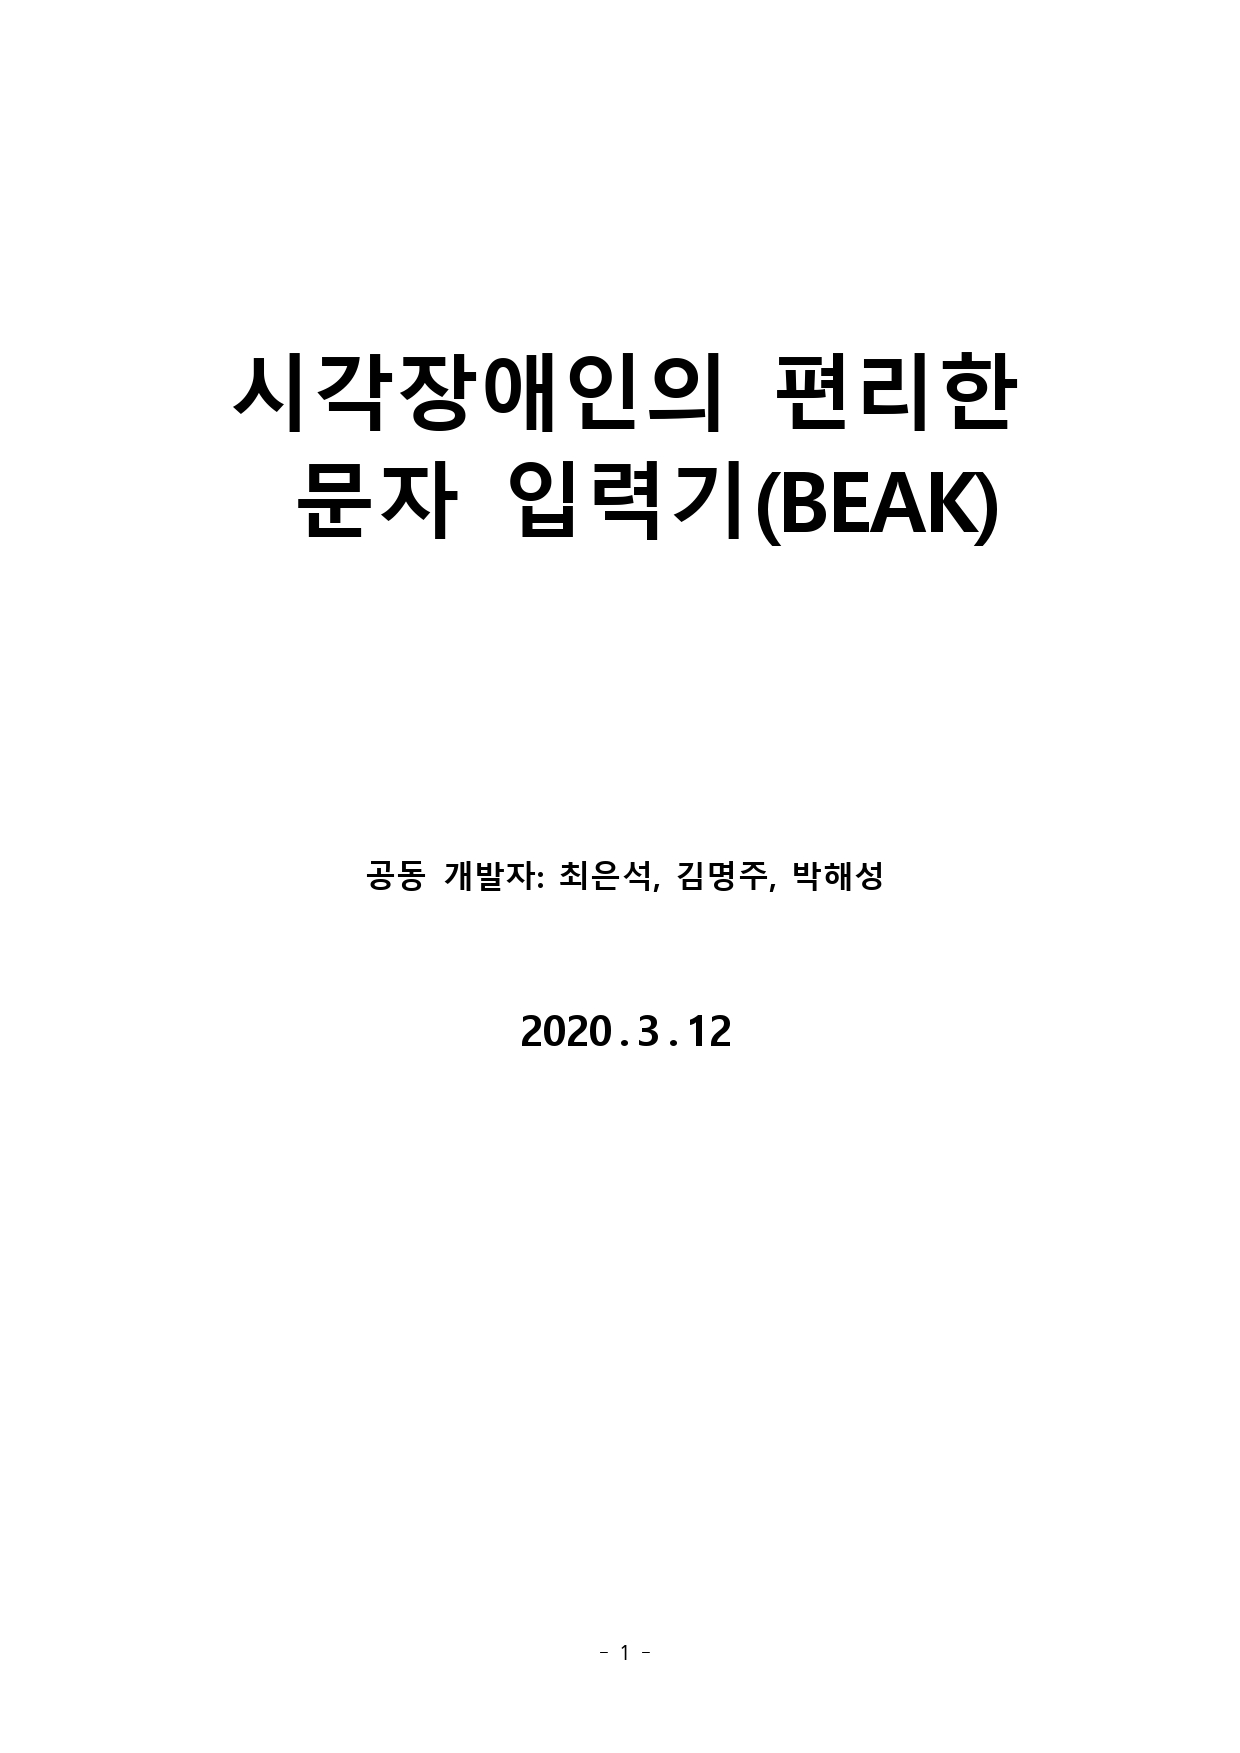 시각장애인의 편리한
문자 입력기(BEAK)
공동 개발자: 최은석, 김명주, 박해성
2020.3.12
- 1 -